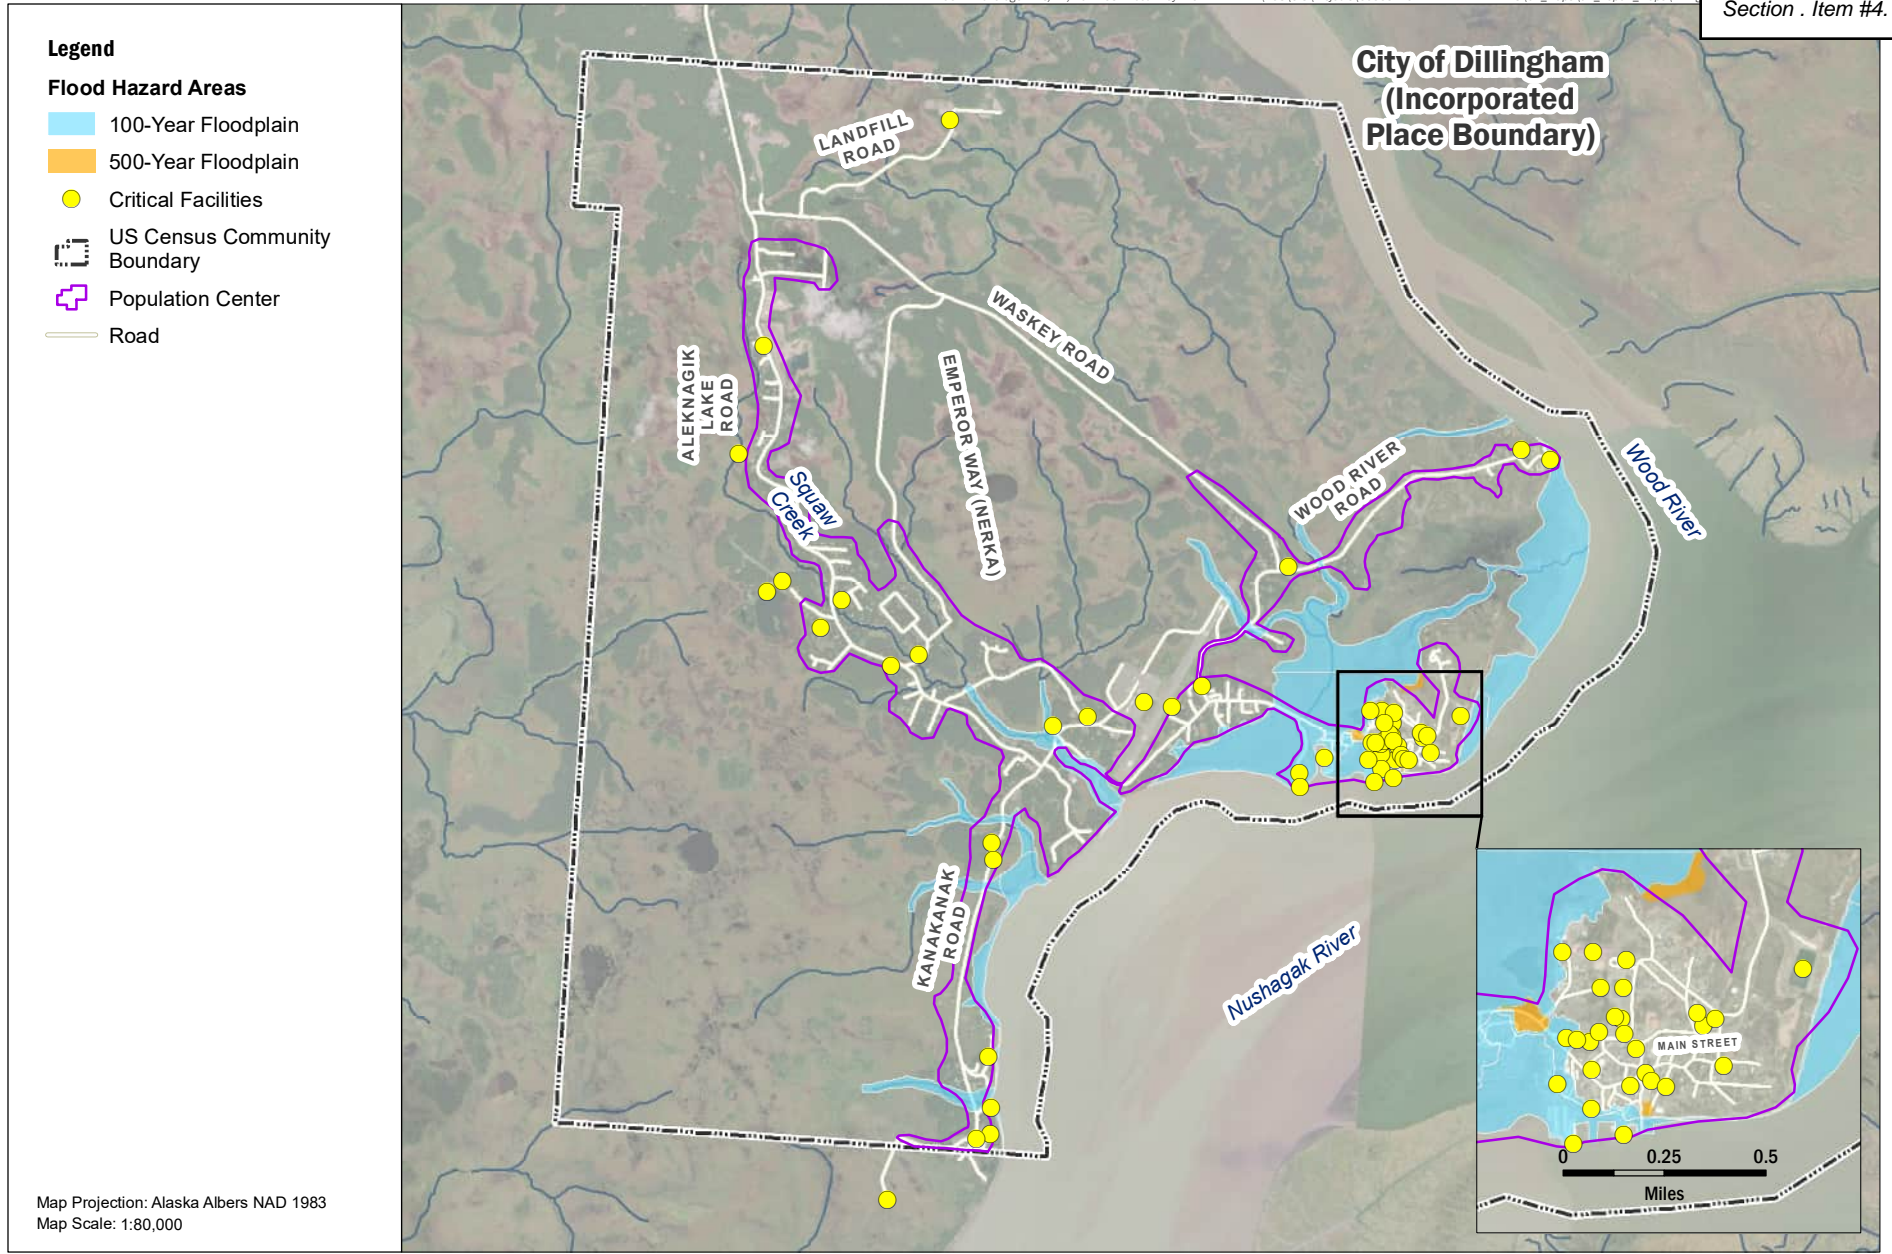 Section . Item #4.
Legend
Flood Hazard Areas
100-Year Floodplain
500-Year Floodplain
Critical Facilities
US Census Community
Boundary
Population Center
Road
Map Projection: Alaska Albers NAD 1983
Map Scale: 1:80,000
City of Dillingham
(Incorporated
Place Boundary)
LANDFILL
ROAD
WASKEY ROAD
ALEKNAGIK
LAKE
ROAD
EMPEROR WAY (NERKA)
Squaw
Creek
WOOD RIVER
ROAD
Wood River
KANAKANAK
ROAD
Nushagak River
MAIN STREET
0 0.25 0.5
Miles